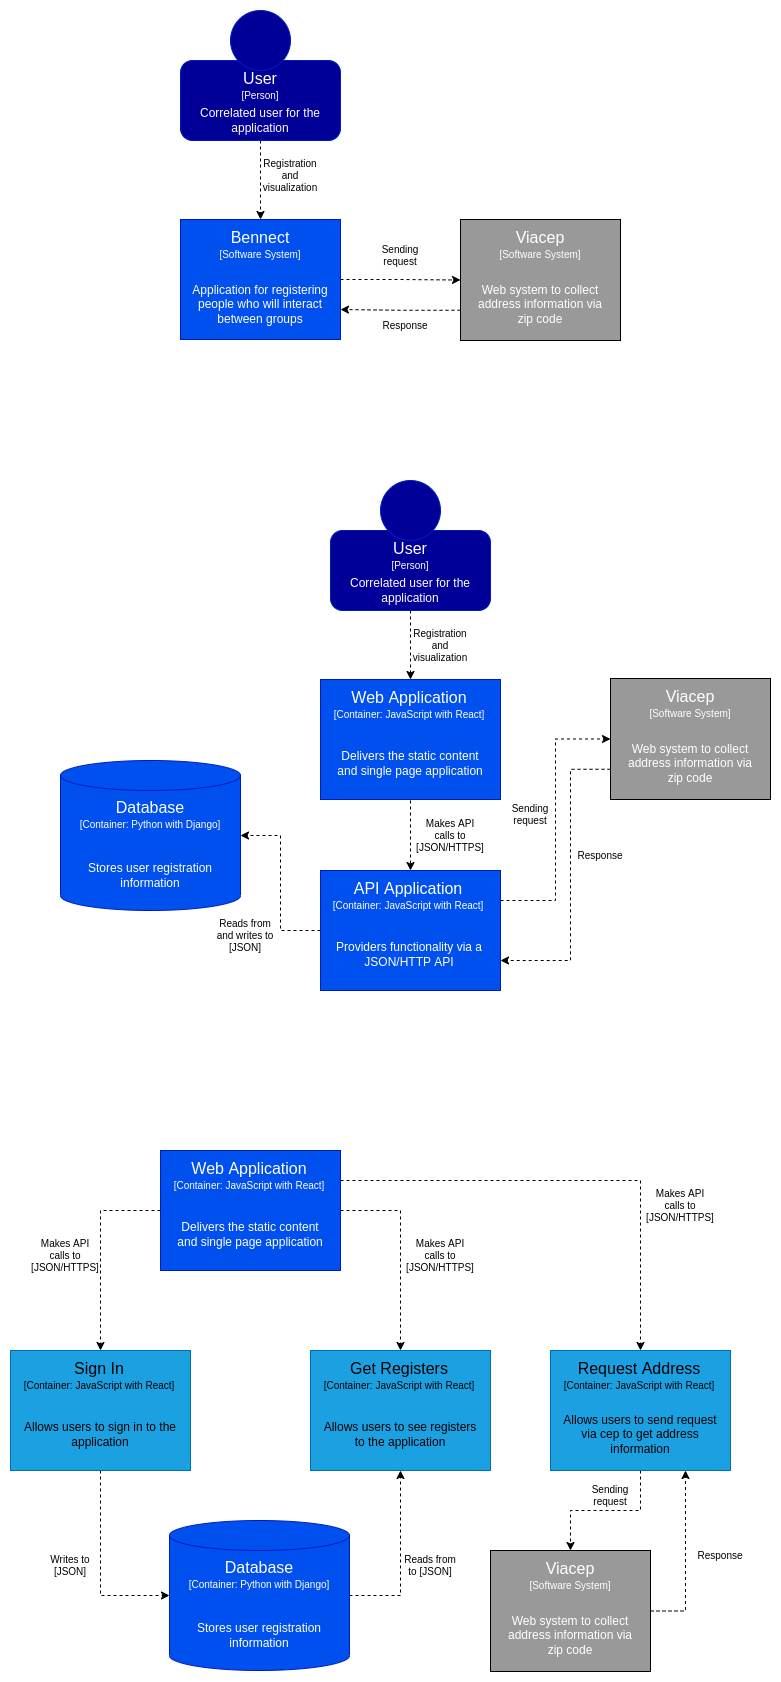 User
[Person]
Correlated user for the
application
Registration
and
visualization
Bennect
[Software System]
Application for registering
people who will interact
between groups
Sending
request
Response
Viacep
[Software System]
Web system to collect
address information via
zip code
User
[Person]
Correlated user for the
application
Registration
and
visualization
Web Application
[Container: JavaScript with React]
Delivers the static content
and single page application
Viacep
[Software System]
Web system to collect
address information via
zip code
Database
[Container: Python with Django]
Stores user registration
information
Makes API
calls to
[JSON/HTTPS]
Sending
request
Response
Reads from
and writes to
[JSON]
API Application
[Container: JavaScript with React]
Providers functionality via a
JSON/HTTP API
Web Application
[Container: JavaScript with React]
Delivers the static content
and single page application
Makes API
calls to
[JSON/HTTPS]
Makes API
calls to
[JSON/HTTPS]
Makes API
calls to
[JSON/HTTPS]
Sign In
[Container: JavaScript with React]
Allows users to sign in to the
application
Get Registers
[Container: JavaScript with React]
Allows users to see registers
to the application
Request Address
[Container: JavaScript with React]
Allows users to send request
via cep to get address
information
Writes to
[JSON]
Database
[Container: Python with Django]
Stores user registration
information
Reads from
to [JSON]
Sending
request
Response
Viacep
[Software System]
Web system to collect
address information via
zip code